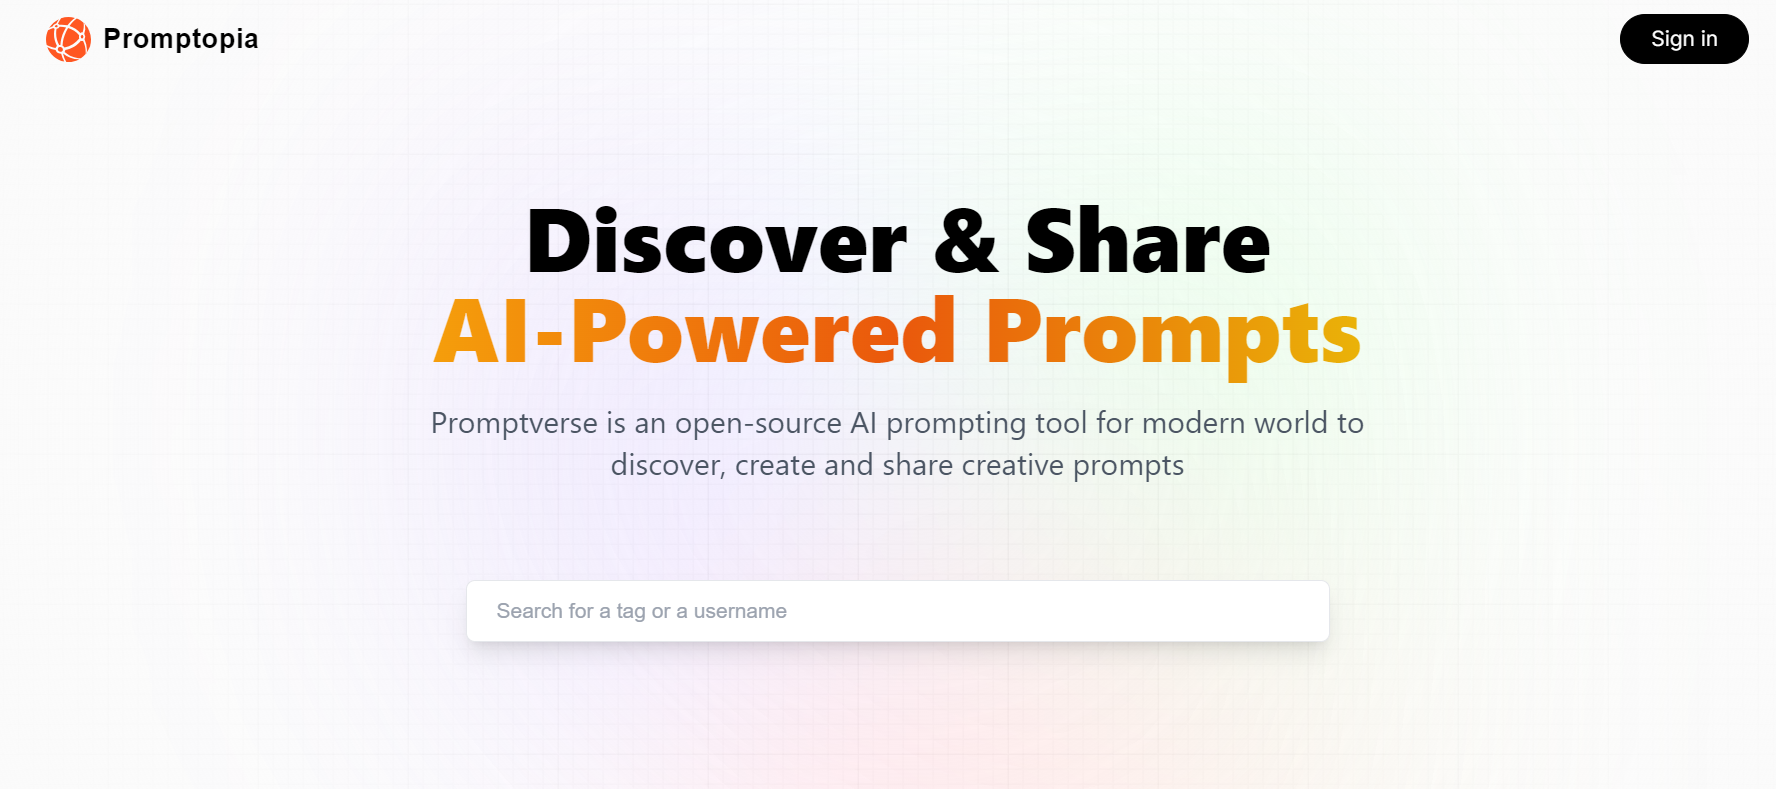 Promptopia
Sign in
Discover & Share
AI-Powered Prompts
Promptverse is an open-source AI prompting tool for modern world to
discover, create and share creative prompts
Search for a tag or a username